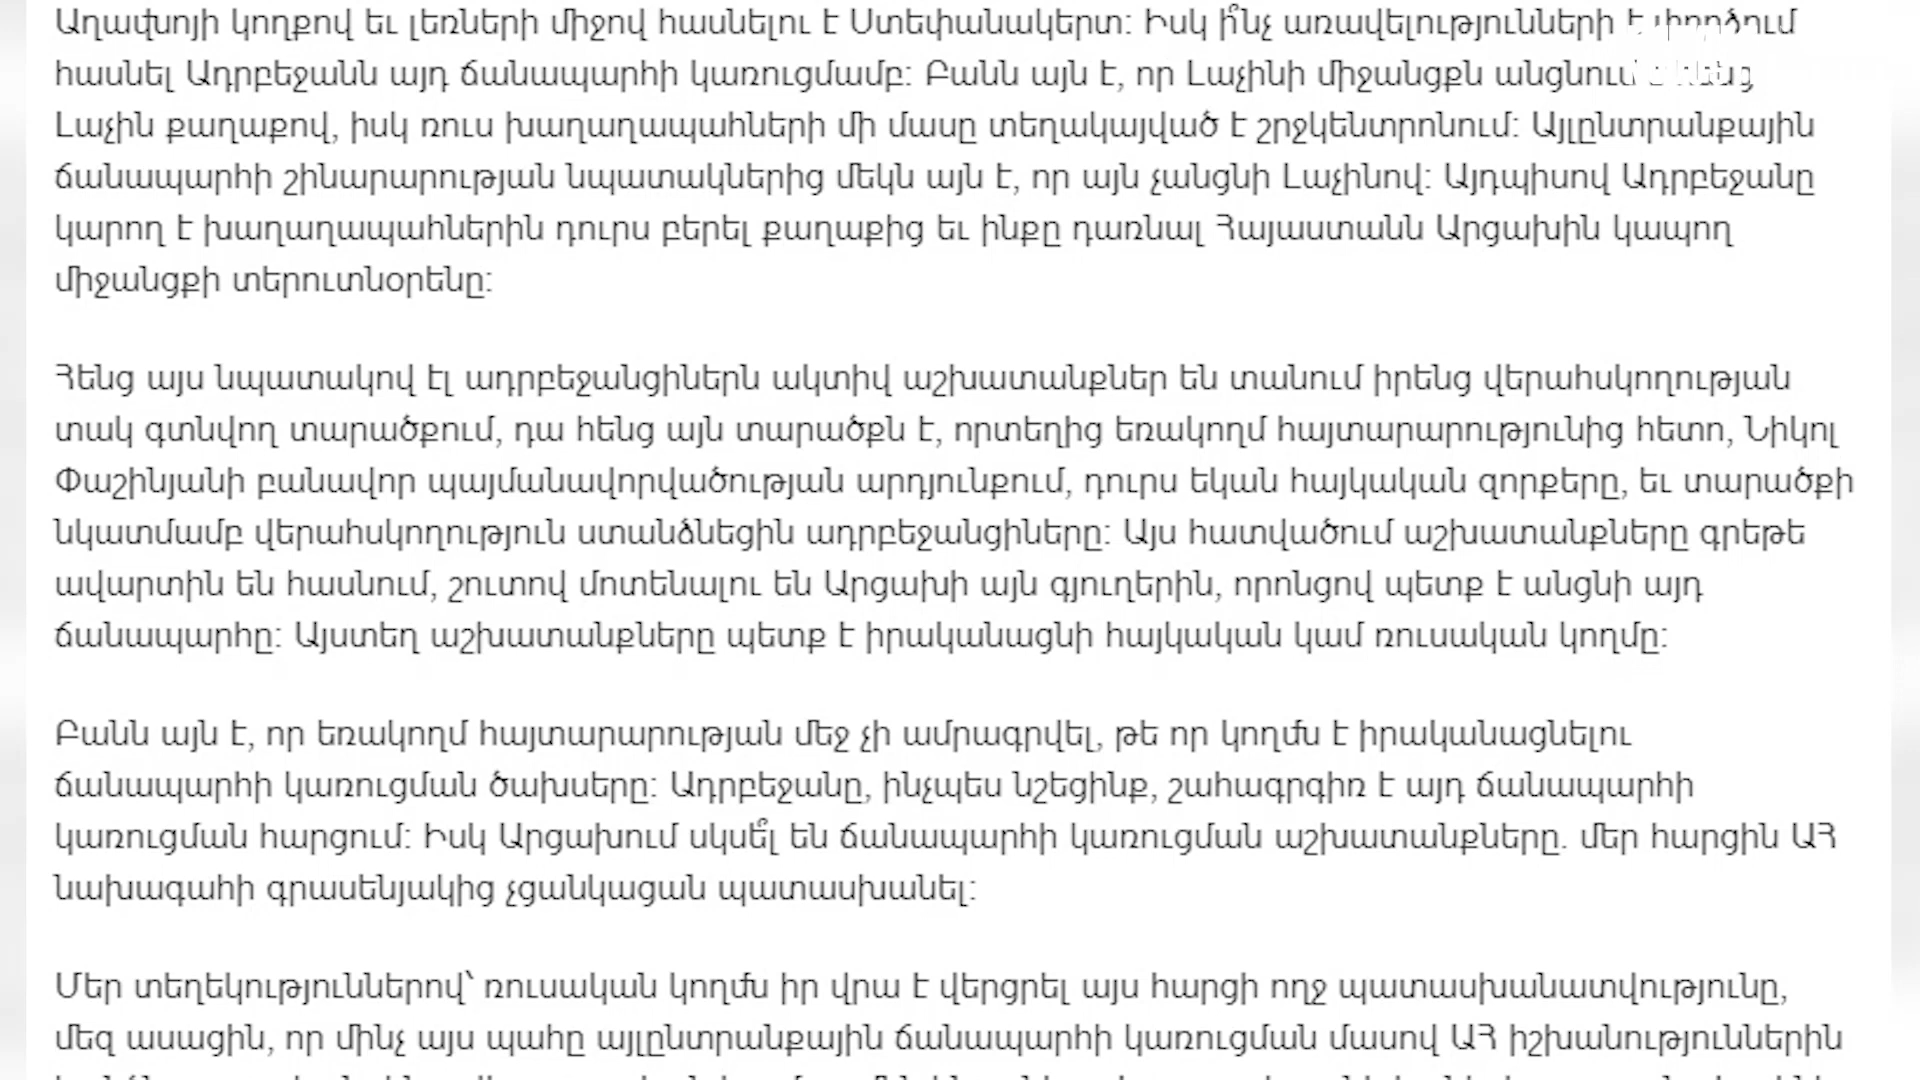 Աղավնոյի կողքով եւ լեռների միջով հասնելու է Ստեփանակերտ: Իսկ ի՞նչ առավելությունների է փորձում
հասնել Ադրբեջանն այդ ճանապարհի կառուցմամբ: Բանն այն է, որ Լաչինի միջանցքն անցնում
Լաչին քաղաքով, իսկ ռուս խաղաղապահների մի մասը տեղակայված է շրջկենտրոնում: Այլընտրանքային
ճանապարհի շինարարության նպատակներից մեկն այն է, որ այն չանցնի Լաչինով: Այդպիսով Ադրբեջանը
կարող է խաղաղապահներին դուրս բերել քաղաքից եւ ինքը դառնալ Հայաստանն Արցախին կապող
միջանցքի տերուտնօրենը:
Հենց այս նպատակով էլ ադրբեջանցիներն ակտիվ աշխատանքներ են տանում իրենց վերահսկողության
տակ գտնվող տարածքում, դա հենց այն տարածքն է, որտեղից եռակողմ հայտարարությունից հետո, Նիկոլ
Փաշինյանի բանավոր պայմանավորվածության արդյունքում, դուրս եկան հայկական զորքերը, եւ տարածքի
նկատմամբ վերահսկողություն ստանձնեցին ադրբեջանցիները: Այս հատվածում աշխատանքները գրեթե
ավարտին են հասնում, շուտով մոտենալու են Արցախի այն գյուղերին, որոնցով պետք է անցնի այդ
ճանապարհը: Այստեղ աշխատանքները պետք է իրականացնի հայկական կամ ռուսական կողմը:
Բանն այն է, որ եռակողմ հայտարարության մեջ չի ամրագրվել, թե որ կողմն է իրականացնելու
ճանապարհի կառուցման ծախսերը: Ադրբեջանը, ինչպես նշեցինք, շահագրգիռ է այդ ճանապարհի
կառուցման հարցում: Իսկ Արցախում սկսե՞լ են ճանապարհի կառուցման աշխատանքները. մեր հարցին ԱՀ
նախագահի գրասենյակից չցանկացան պատասխանել:
Մեր տեղեկություններով՝ ռուսական կողմն իր վրա է վերցրել այս հարցի ողջ պատասխանատվությունը,
մեզ ասացին, որ մինչ այս պահը այլընտրանքային ճանապարհի կառուցման մասով ԱՀ իշխանություններին